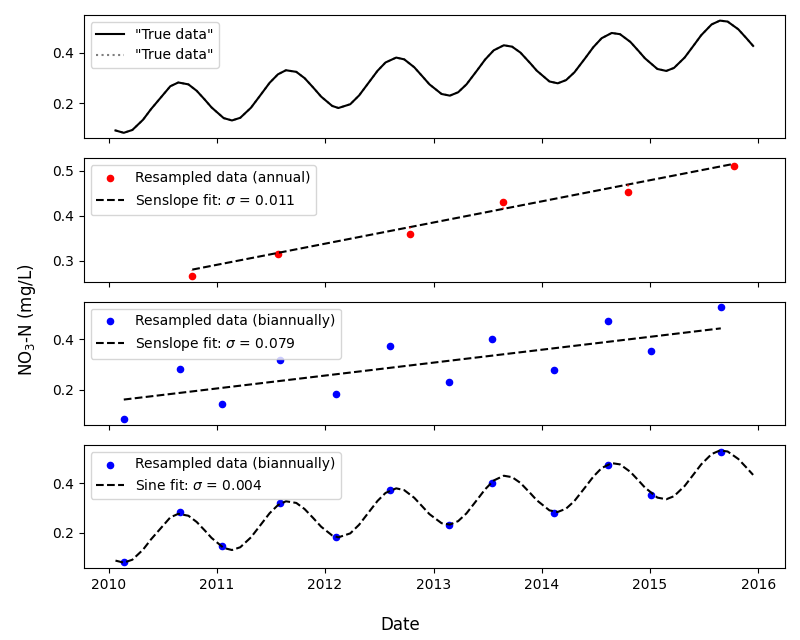 "True data"
"True data"
0.4
0.2
Resampled data (annual)
Senslope fit: σ = 0.011
0.5
0.4
0.3
Resampled data (biannually)
Senslope fit: σ = 0.079
0.4
0.2
Resampled data (biannually)
Sine fit: σ = 0.004
0.4
0.2
NO₃-N (mg/L)
2010 2011 2012 2013 2014 2015 2016
Date